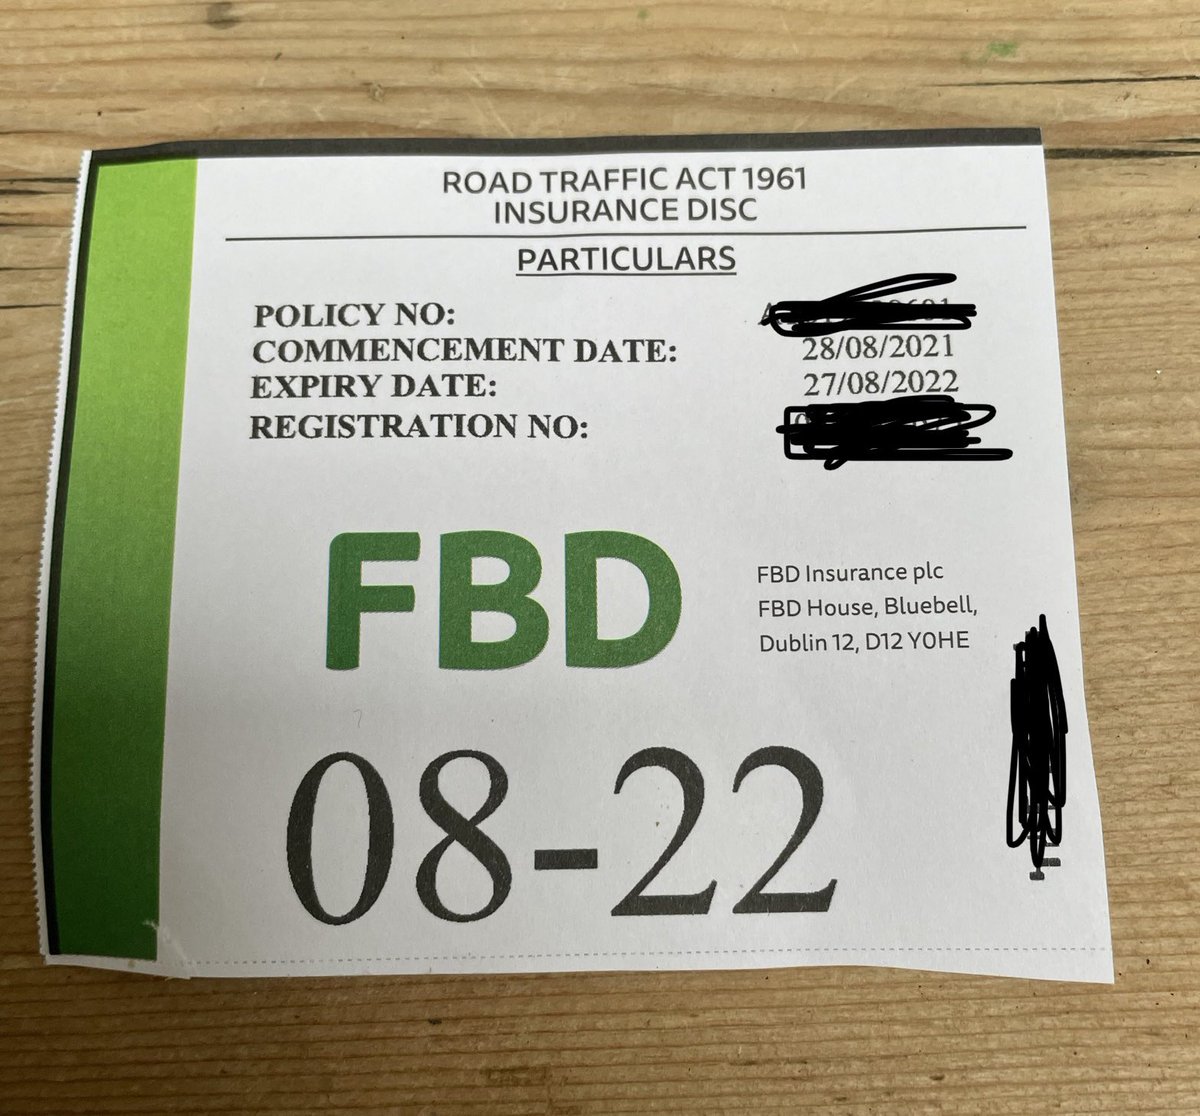 ROAD TRAFFIC ACT 1961
INSURANCE DISC
PARTICULARS
POLICY NO:
COMMENCEMENT DATE: 28/08/2021
EXPIRY DATE: 27/08/2022
REGISTRATION NO:
FBD
FBD Insurance plc
FBD House, Bluebell,
Dublin 12, D12 Y0HE
08-22